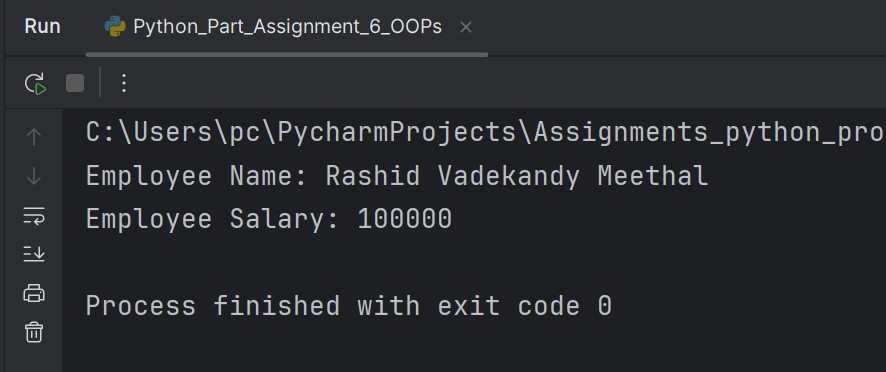 Run Python_Part_Assignment_6_OOPs
C:\Users\pc\PycharmProjects\Assignments_python_pro
Employee Name: Rashid Vadekandy Meethal
Employee Salary: 100000
Process finished with exit code 0